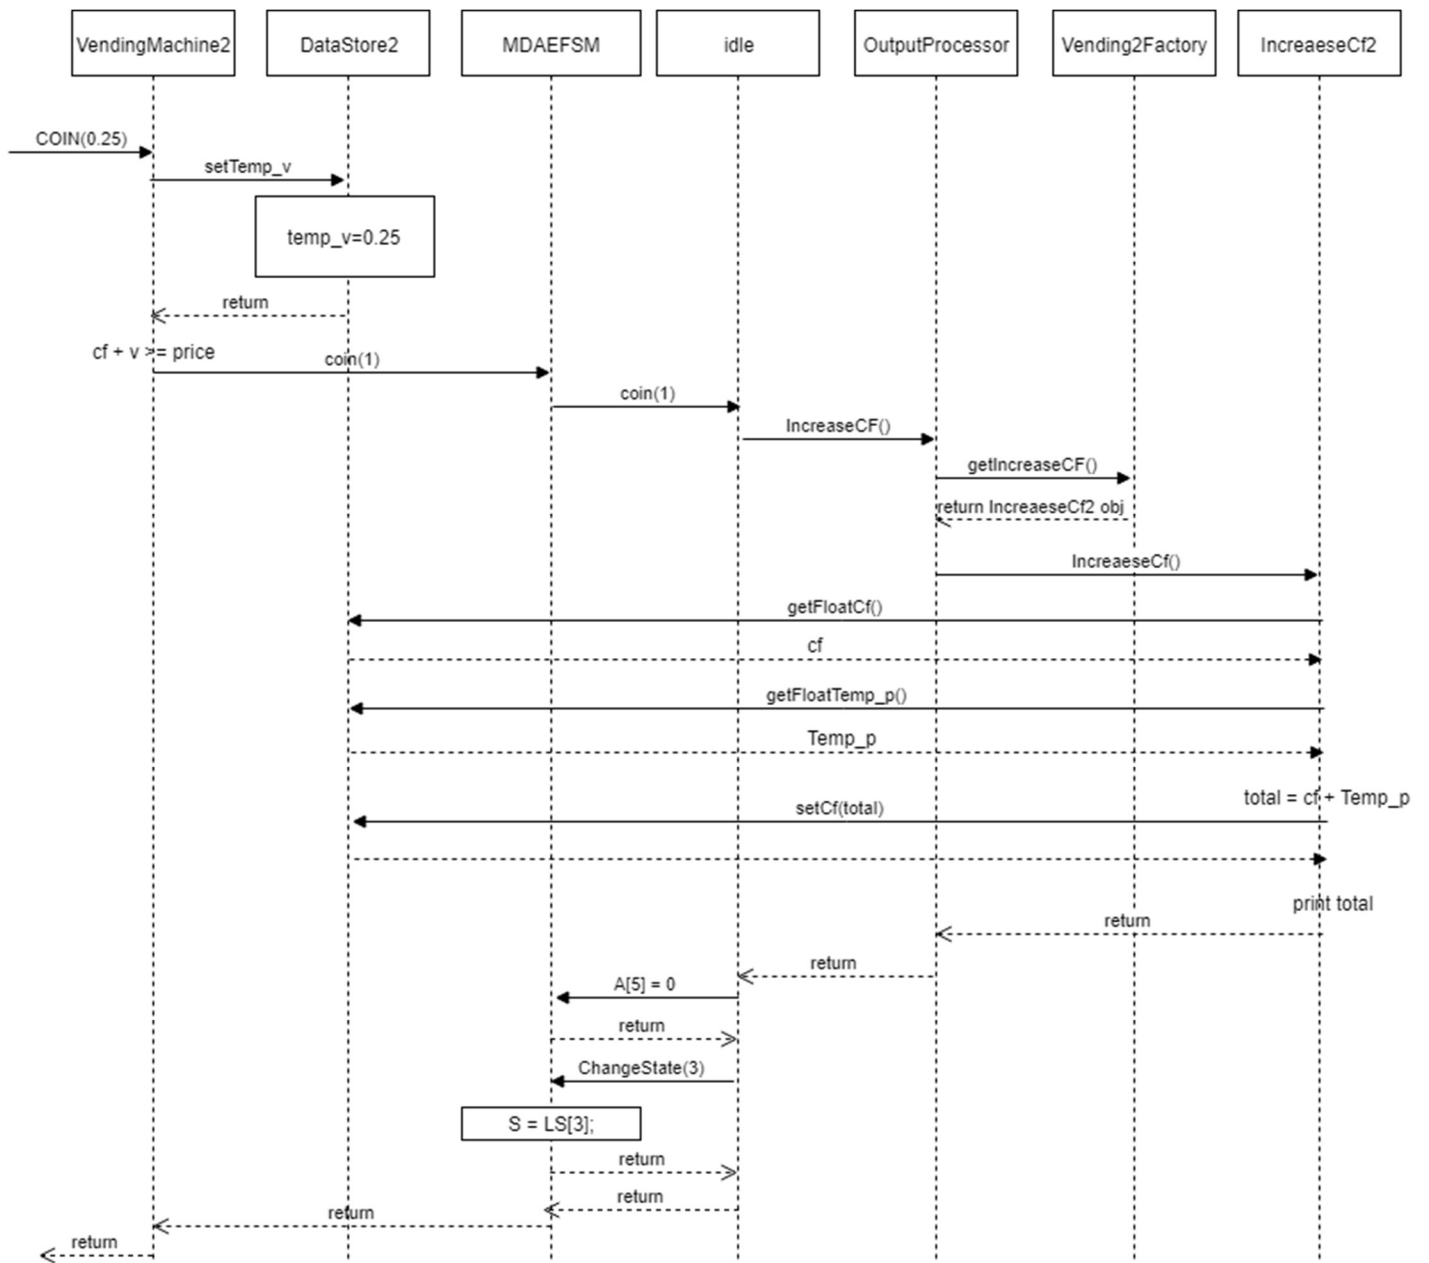 VendingMachine2
DataStore2
MDAEFSM
idle
OutputProcessor
Vending2Factory
IncreaeseCf2
COIN(0.25)
setTemp_v
temp_v=0.25
return
cf + v >= price
coin(1)
coin(1)
IncreaseCF()
getIncreaseCF()
return IncreaeseCf2 obj
IncreaeseCf()
getFloatCf()
cf
getFloatTemp_p()
Temp_p
total = cf + Temp_p
setCf(total)
print total
return
return
A[5] = 0
return
ChangeState(3)
S = LS[3];
return
return
return
return